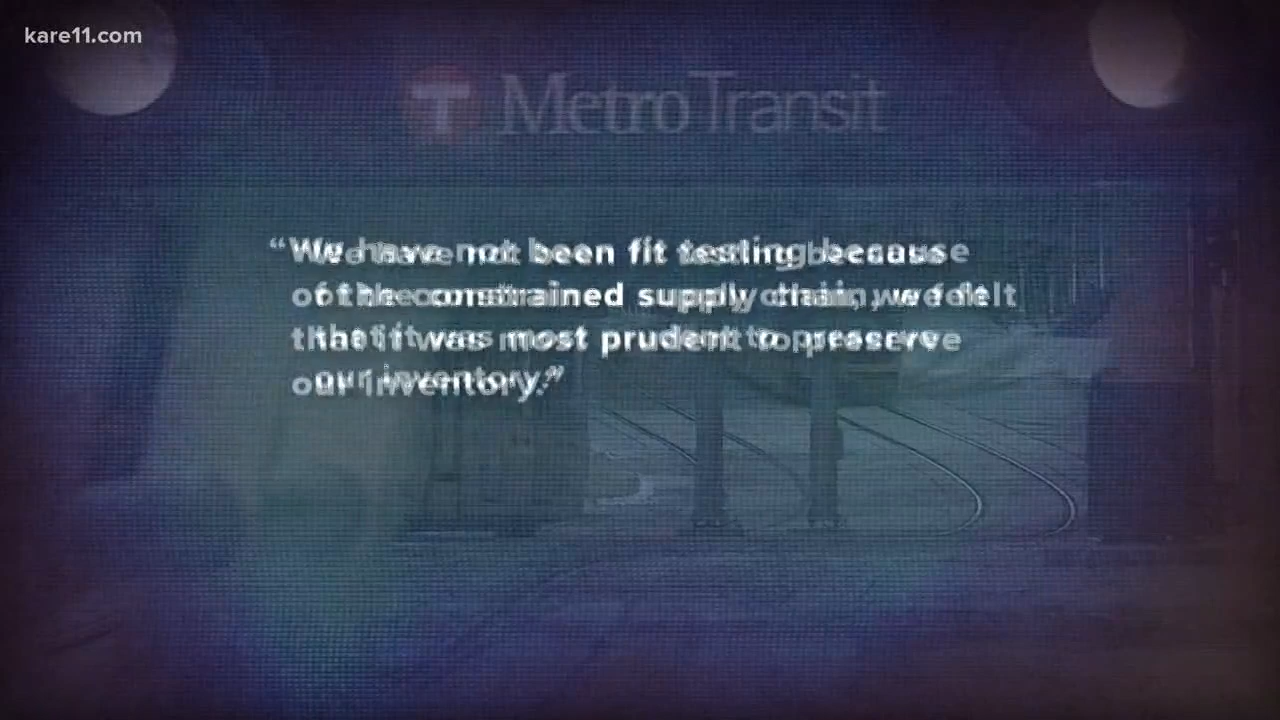 kare11.com
T Metro Transit
“We have not been fit testing because
of the constrained supply chain, we felt
that it was most prudent to preserve
our inventory.”